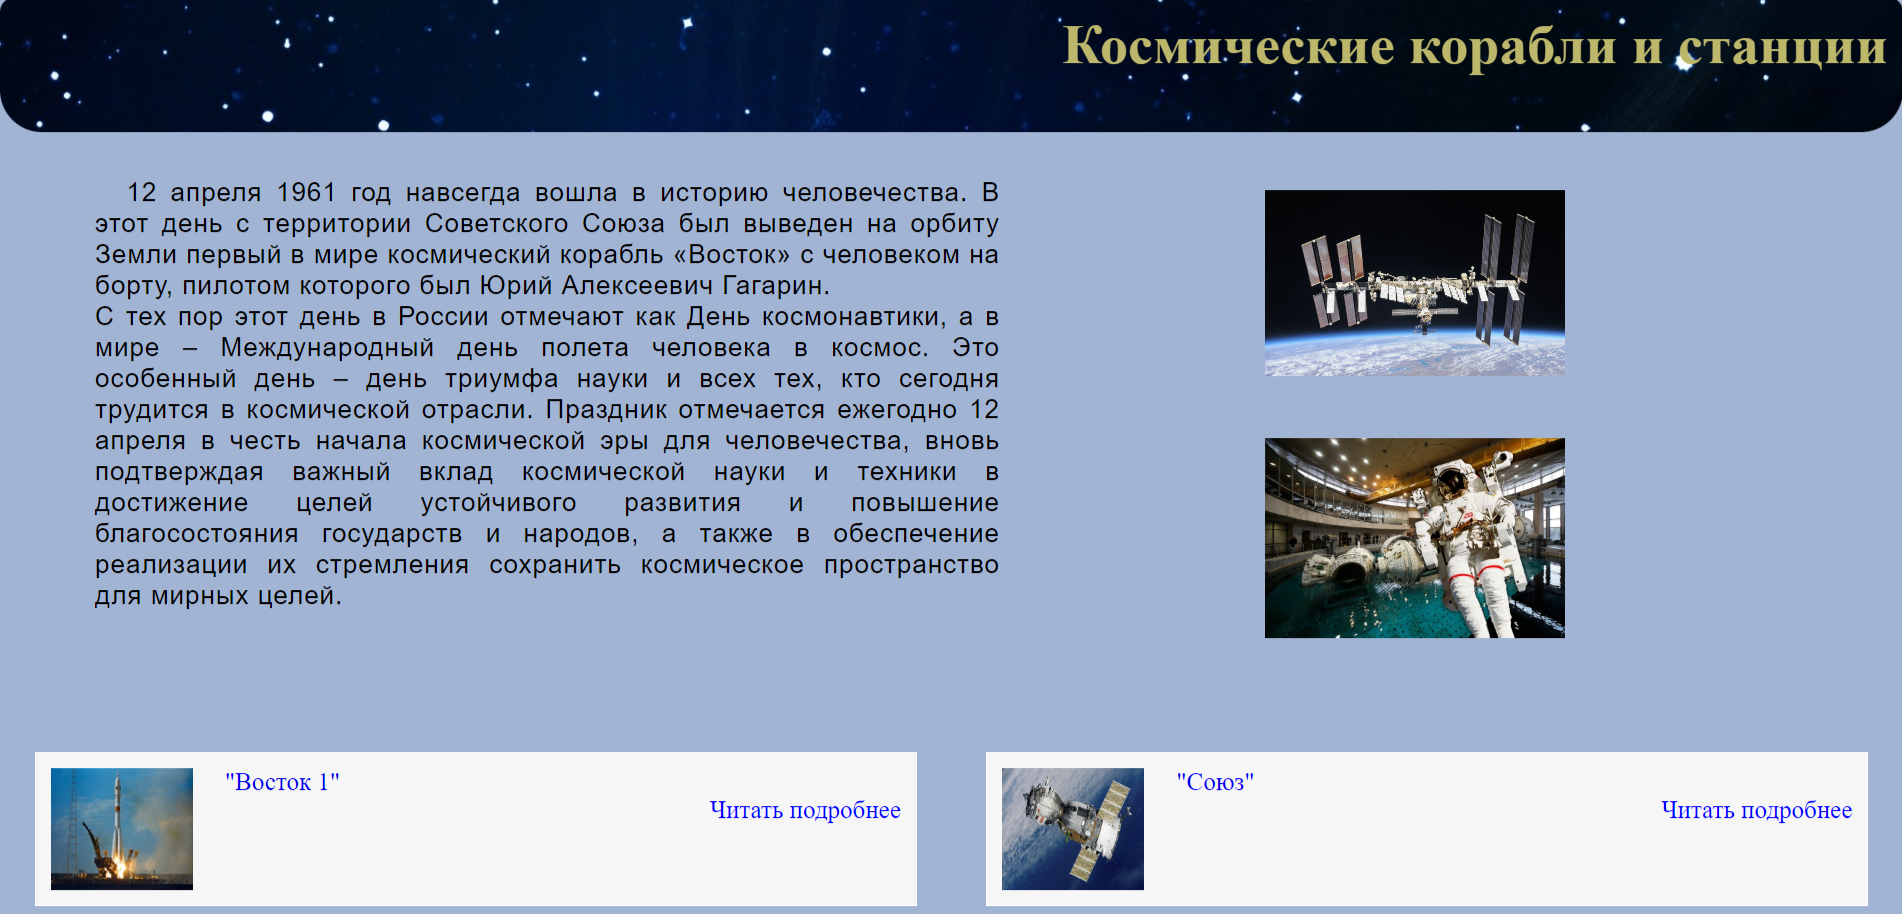 Космические корабли и станции
12 апреля 1961 год навсегда вошла в историю человечества. В
этот день с территории Советского Союза был выведен на орбиту
Земли первый в мире космический корабль «Восток» с человеком на
борту, пилотом которого был Юрий Алексеевич Гагарин.
С тех пор этот день в России отмечают как День космонавтики, а в
мире – Международный день полета человека в космос. Это
особенный день – день триумфа науки и всех тех, кто сегодня
трудится в космической отрасли. Праздник отмечается ежегодно 12
апреля в честь начала космической эры для человечества, вновь
подтверждая важный вклад космической науки и техники в
достижение целей устойчивого развития и повышение
благосостояния государств и народов, а также в обеспечение
реализации их стремления сохранить космическое пространство
для мирных целей.
"Восток 1"
Читать подробнее
"Союз"
Читать подробнее